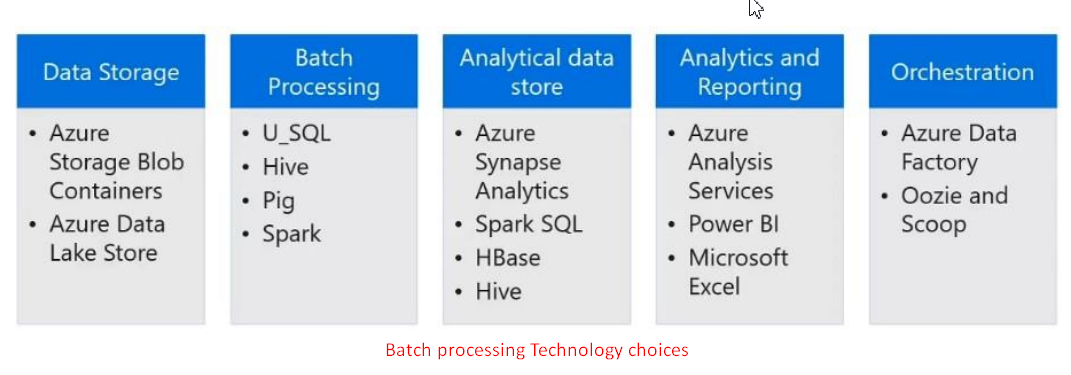 Data Storage
• Azure
Storage Blob
Containers
• Azure Data
Lake Store
Batch
Processing
• U_SQL
• Hive
• Pig
• Spark
Analytical data
store
• Azure
Synapse
Analytics
• Spark SQL
• HBase
• Hive
Analytics and
Reporting
• Azure
Analysis
Services
• Power BI
• Microsoft
Excel
Orchestration
• Azure Data
Factory
• Oozie and
Scoop
Batch processing Technology choices